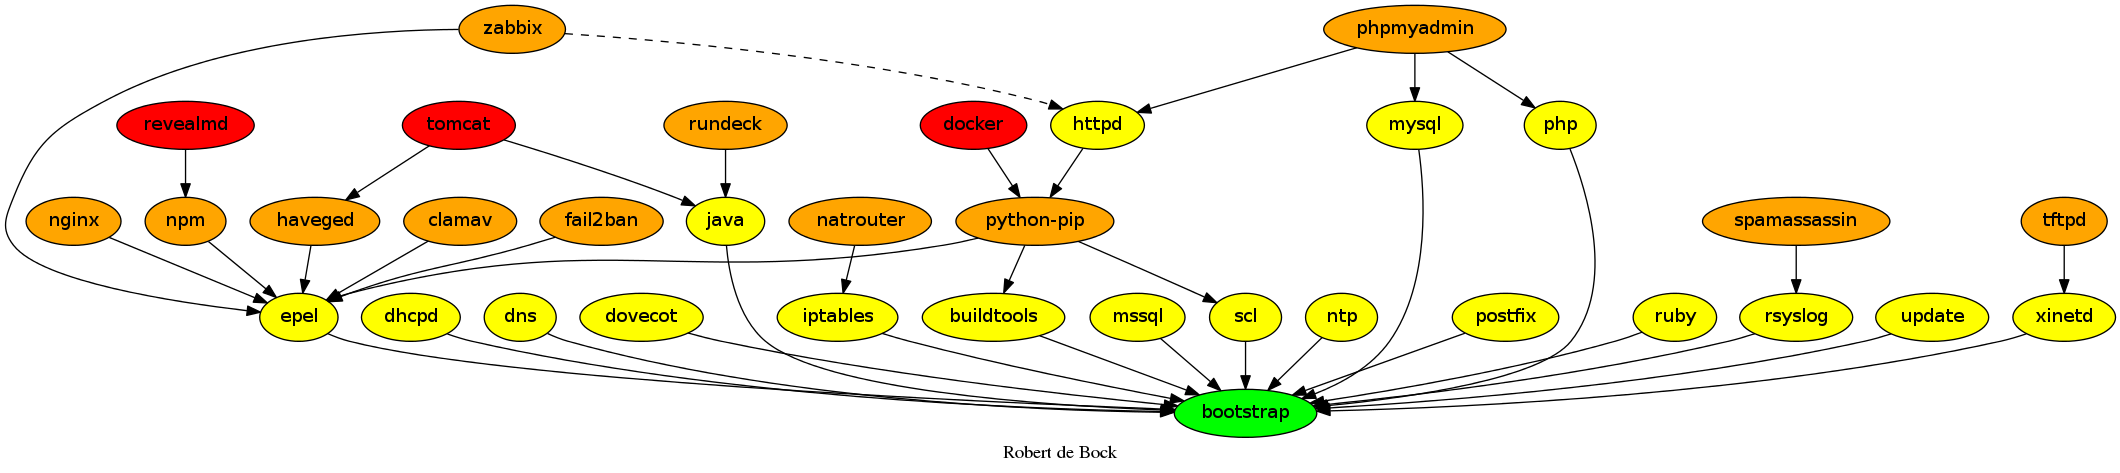 zabbix
phpmyadmin
revealmd
tomcat
rundeck
docker
httpd
mysql
php
nginx
npm
haveged
clamav
fail2ban
java
natrouter
python-pip
spamassassin
tftpd
epel
dhcpd
dns
dovecot
iptables
buildtools
mssql
scl
ntp
postfix
ruby
rsyslog
update
xinetd
bootstrap
Robert de Bock